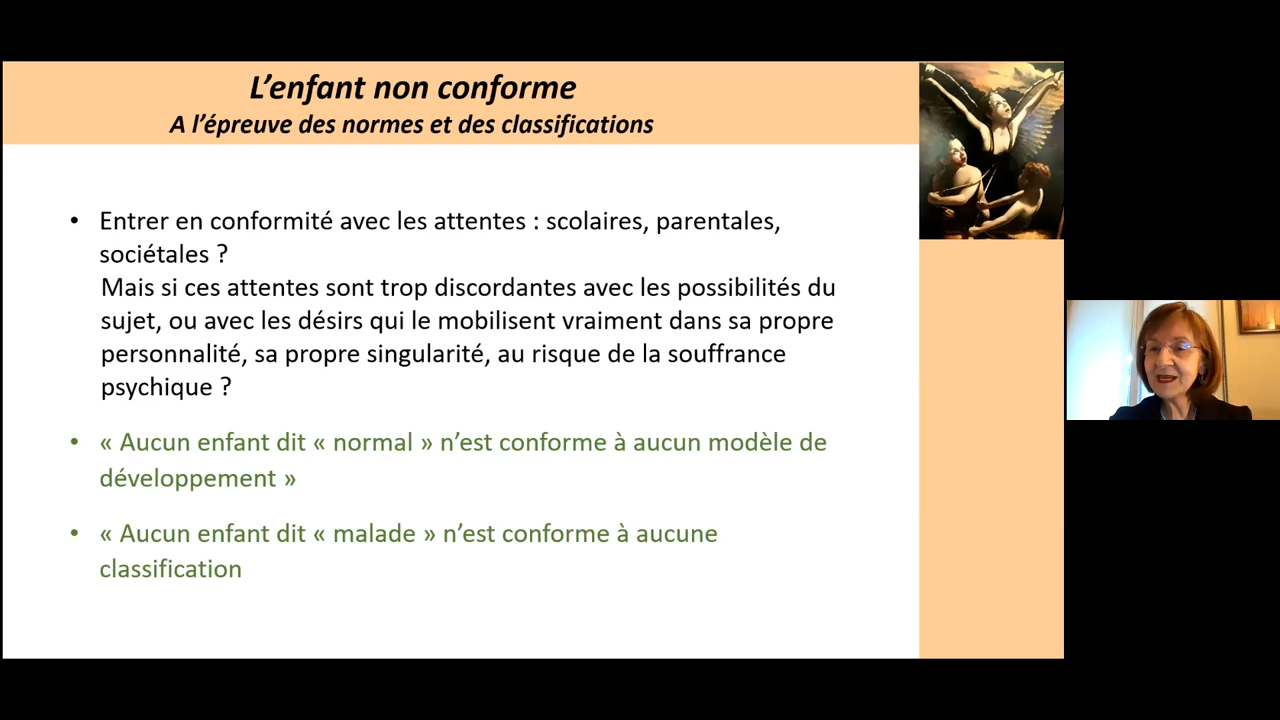 L’enfant non conforme
A l’épreuve des normes et des classifications
• Entrer en conformité avec les attentes : scolaires, parentales,
sociétales ?
Mais si ces attentes sont trop discordantes avec les possibilités du
sujet, ou avec les désirs qui le mobilisent vraiment dans sa propre
personnalité, sa propre singularité, au risque de la souffrance
psychique ?
• « Aucun enfant dit « normal » n’est conforme à aucun modèle de
développement »
• « Aucun enfant dit « malade » n’est conforme à aucune
classification